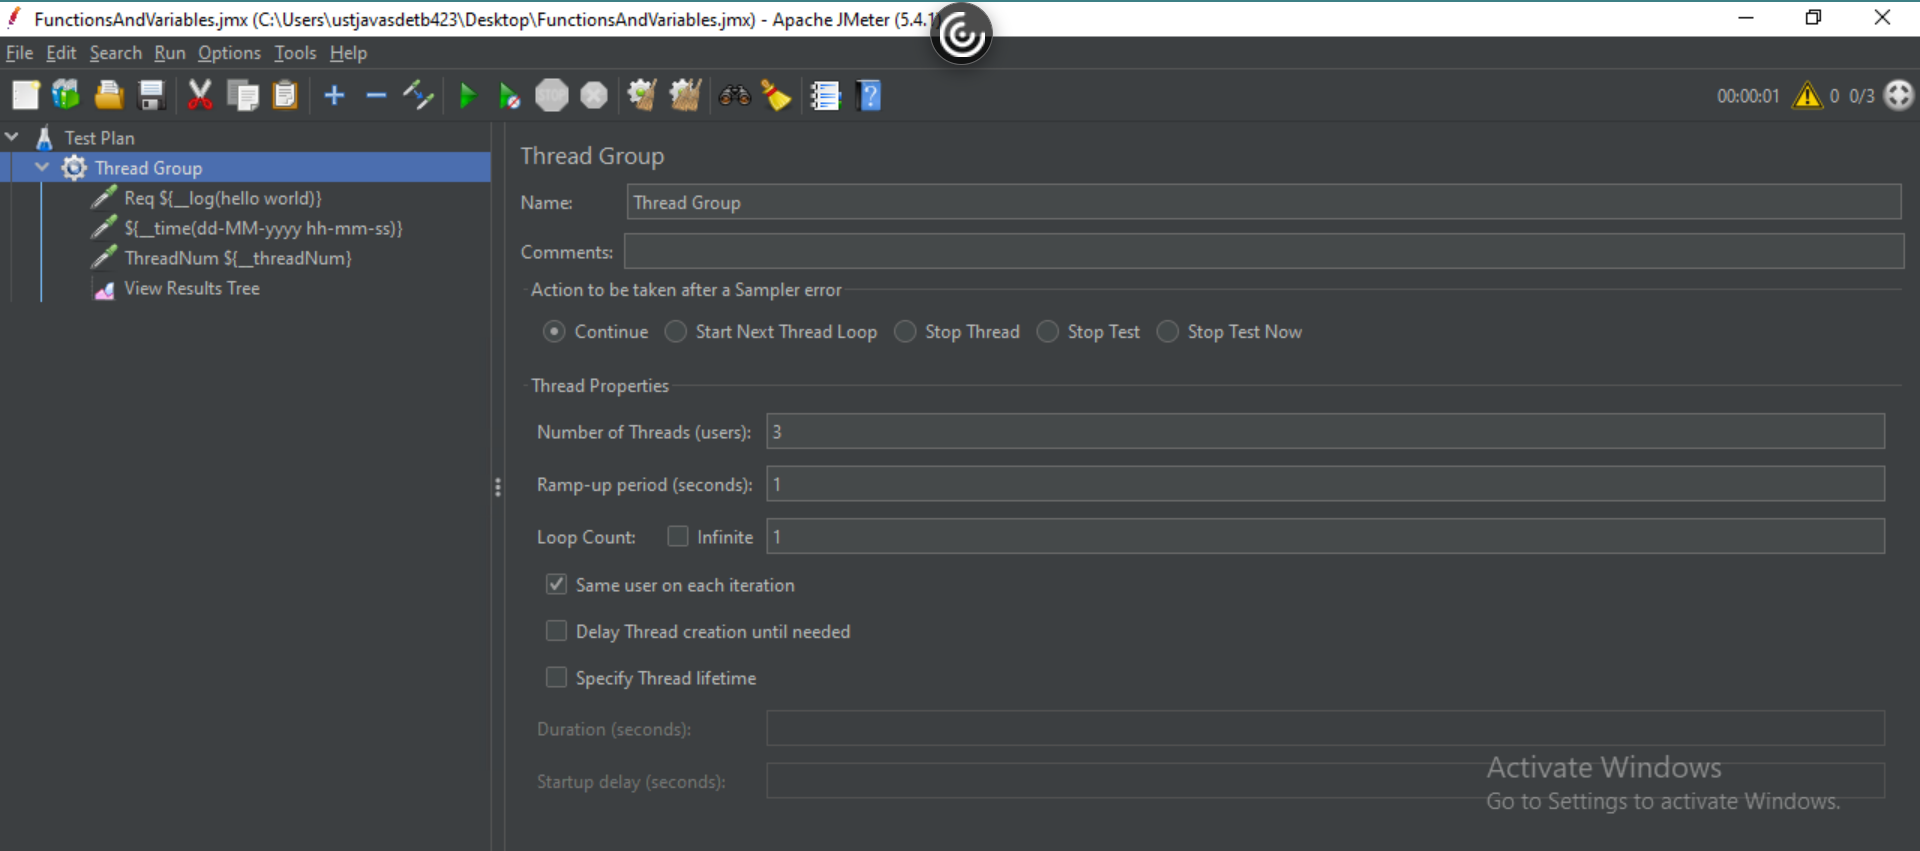 FunctionsAndVariables.jmx (C:\Users\ustjavasdetb423\Desktop\FunctionsAndVariables.jmx) - Apache JMeter (5.4.1)
File Edit Search Run Options Tools Help
STOP
00:00:01 0 0/3
Test Plan
Thread Group
Req ${__log(hello world)}
${__time(dd-MM-yyyy hh-mm-ss)}
ThreadNum ${__threadNum}
View Results Tree
Thread Group
Name: Thread Group
Comments:
Action to be taken after a Sampler error
Continue Start Next Thread Loop Stop Thread Stop Test Stop Test Now
Thread Properties
Number of Threads (users): 3
Ramp-up period (seconds): 1
Loop Count: Infinite 1
Same user on each iteration
Delay Thread creation until needed
Specify Thread lifetime
Duration (seconds):
Startup delay (seconds):
Activate Windows
Go to Settings to activate Windows.